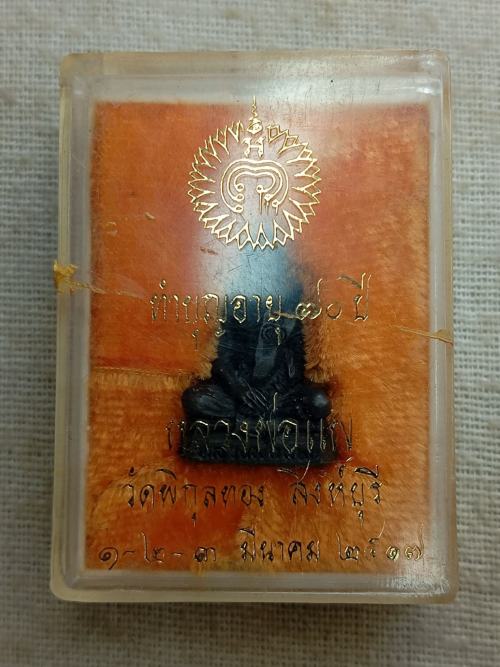 ทำบุญอายุ ๗๐ ปี
หลวงพ่อแพ
วัดพิกุลทอง สิงห์บุรี
๑-๒-๓ มีนาคม ๒๕๑๗